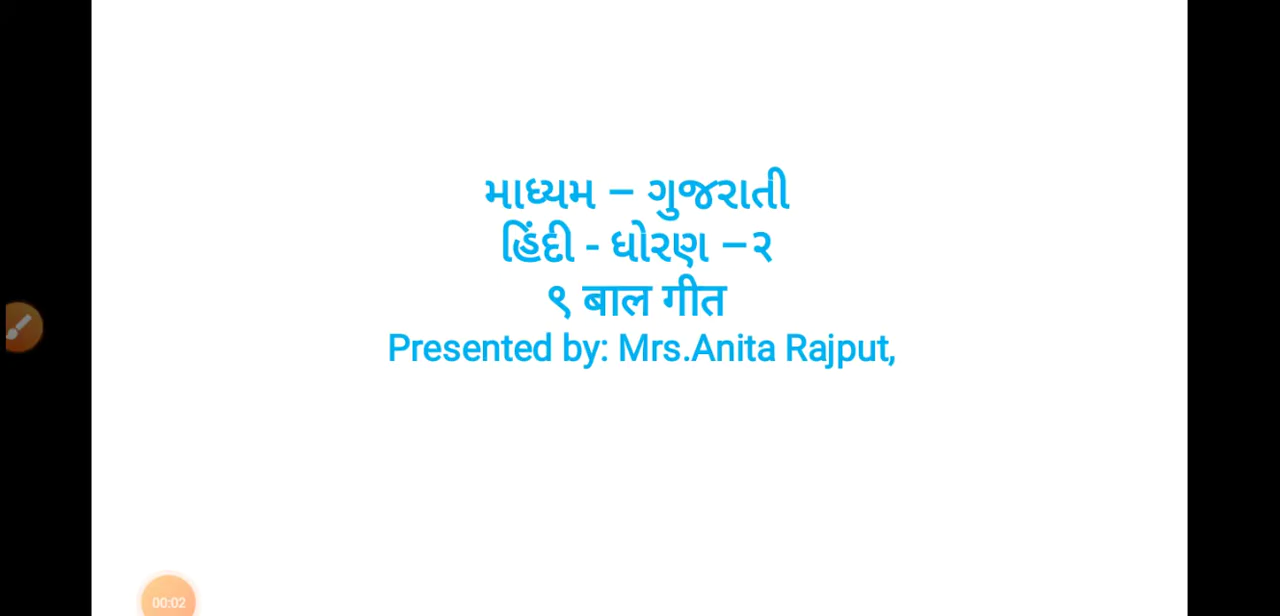 માધ્યમ – ગુજરાતી
હિંદી - ધોરણ –૨
९ बाल गीत
Presented by: Mrs.Anita Rajput,
00:02